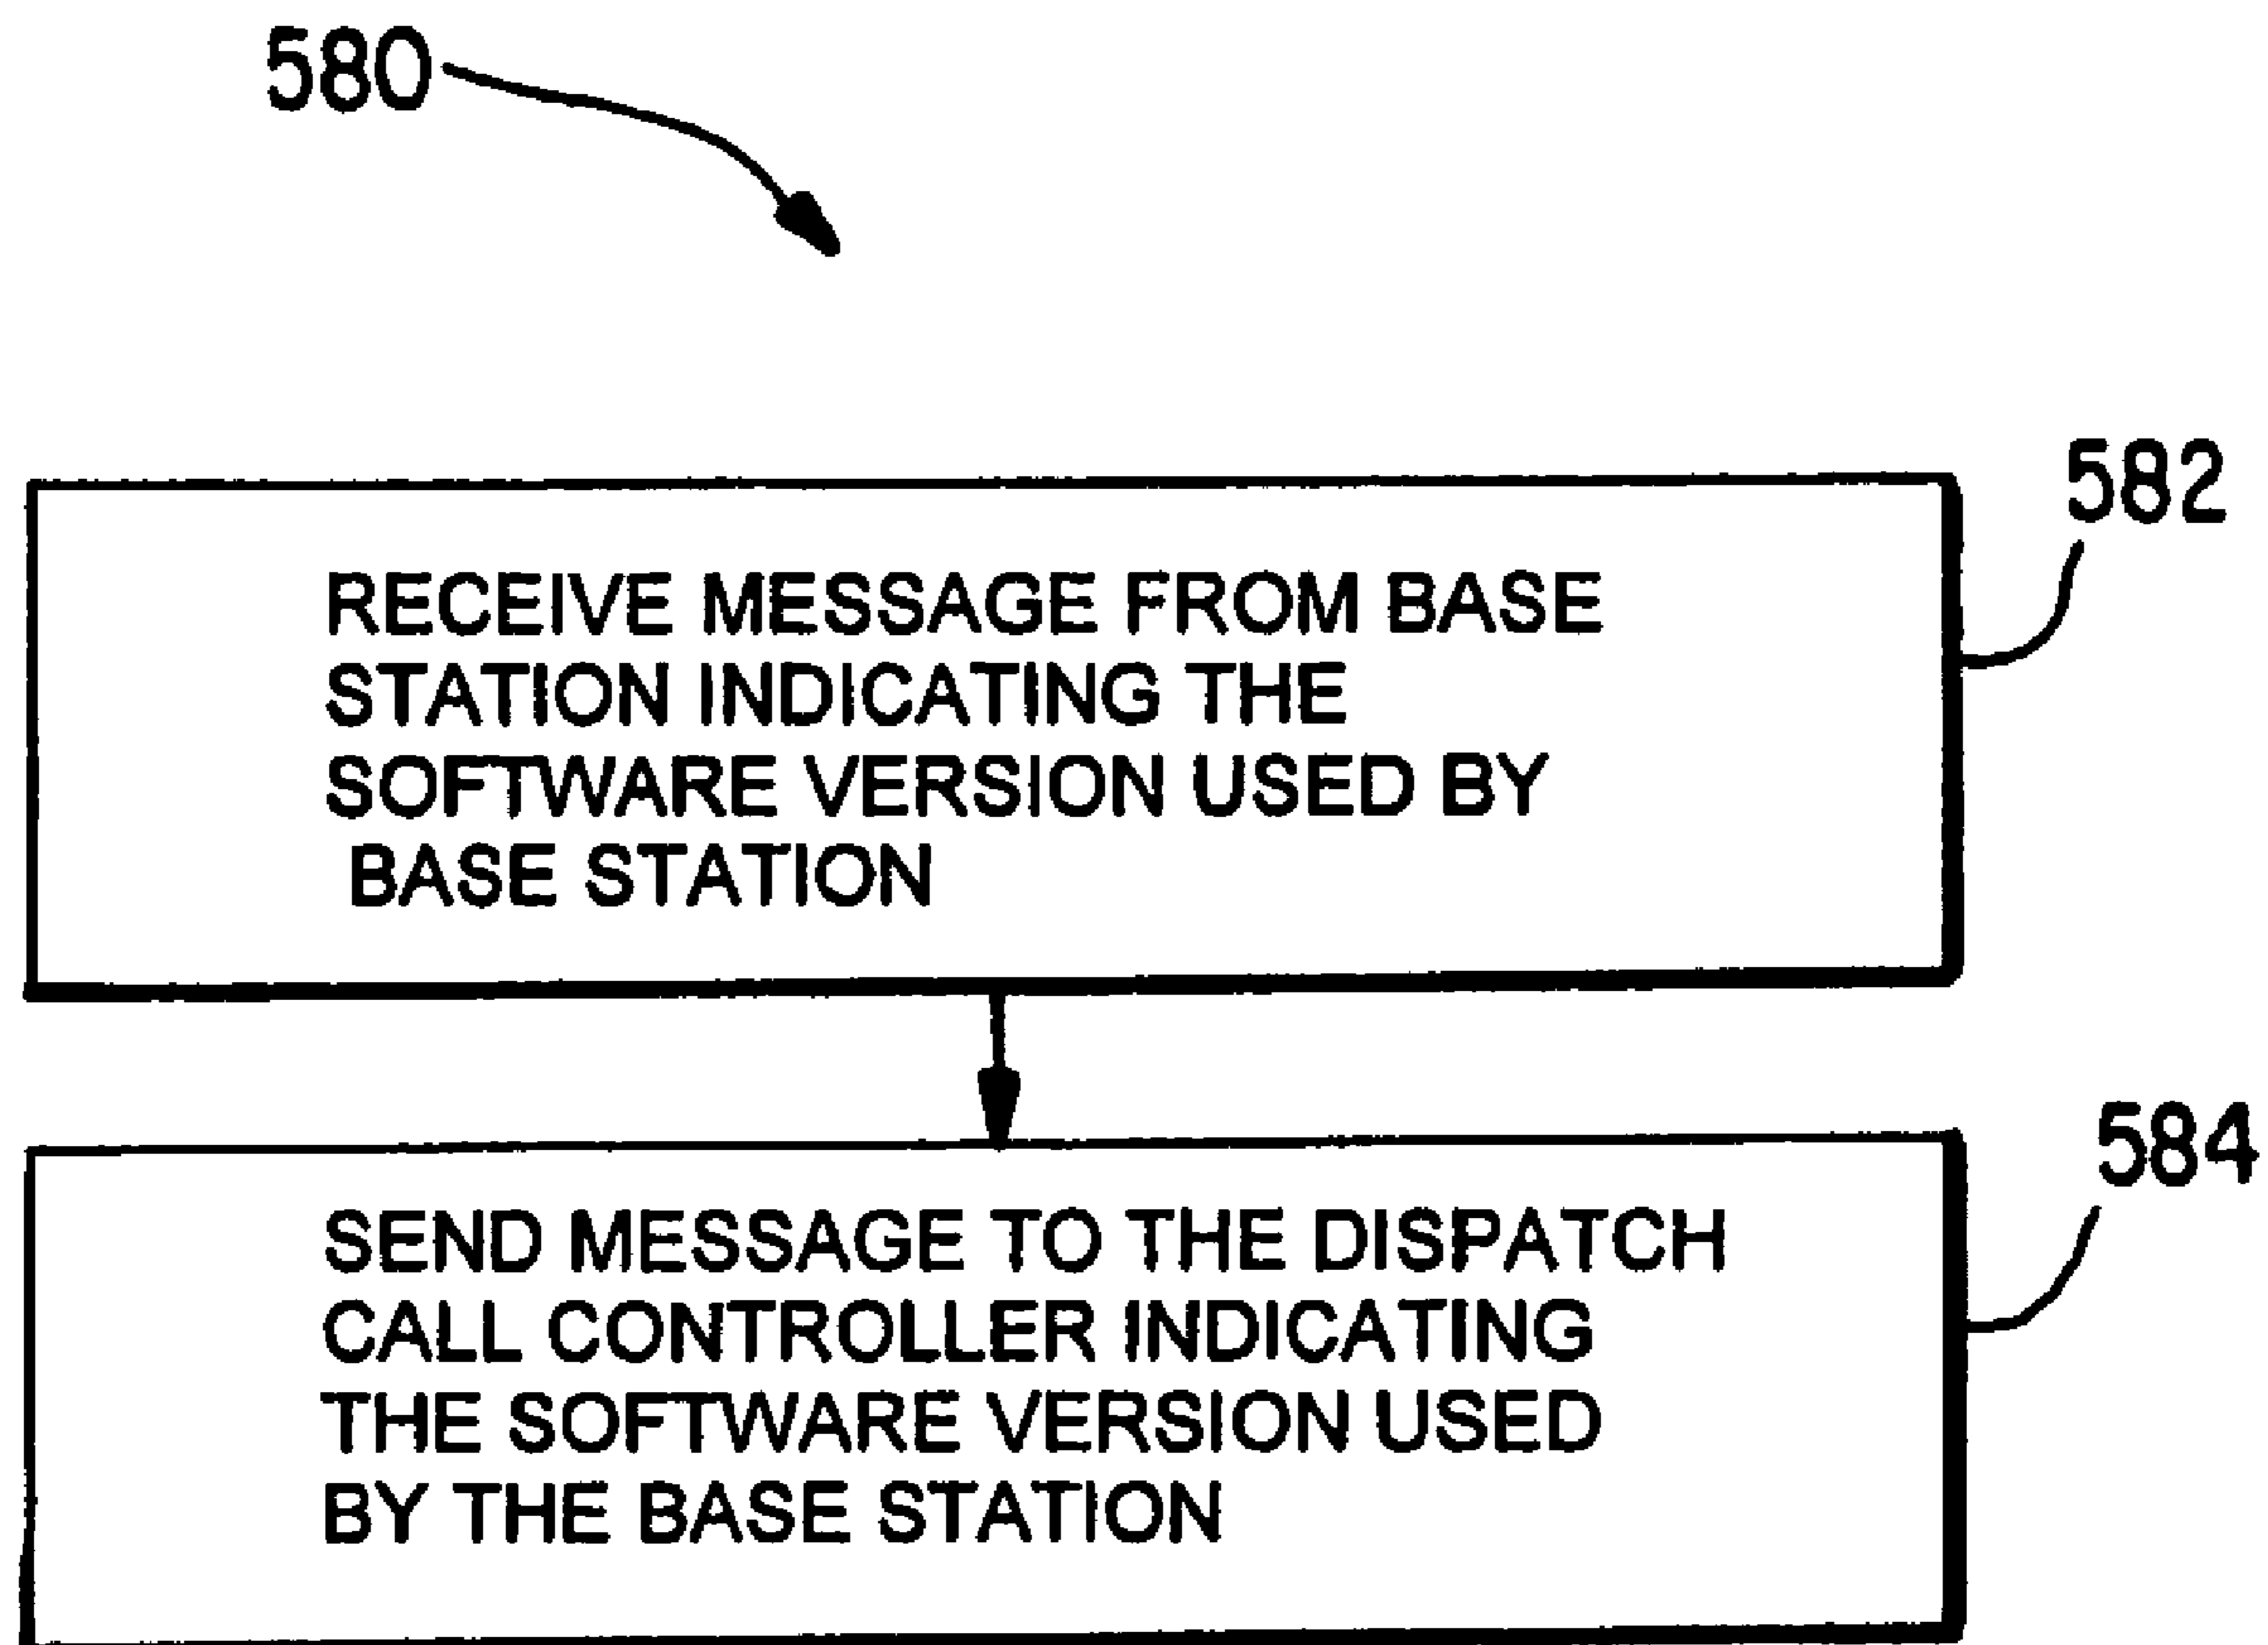 580
582
RECEIVE MESSAGE FROM BASE
STATION INDICATING THE
SOFTWARE VERSION USED BY
BASE STATION
584
SEND MESSAGE TO THE DISPATCH
CALL CONTROLLER INDICATING
THE SOFTWARE VERSION USED
BY THE BASE STATION